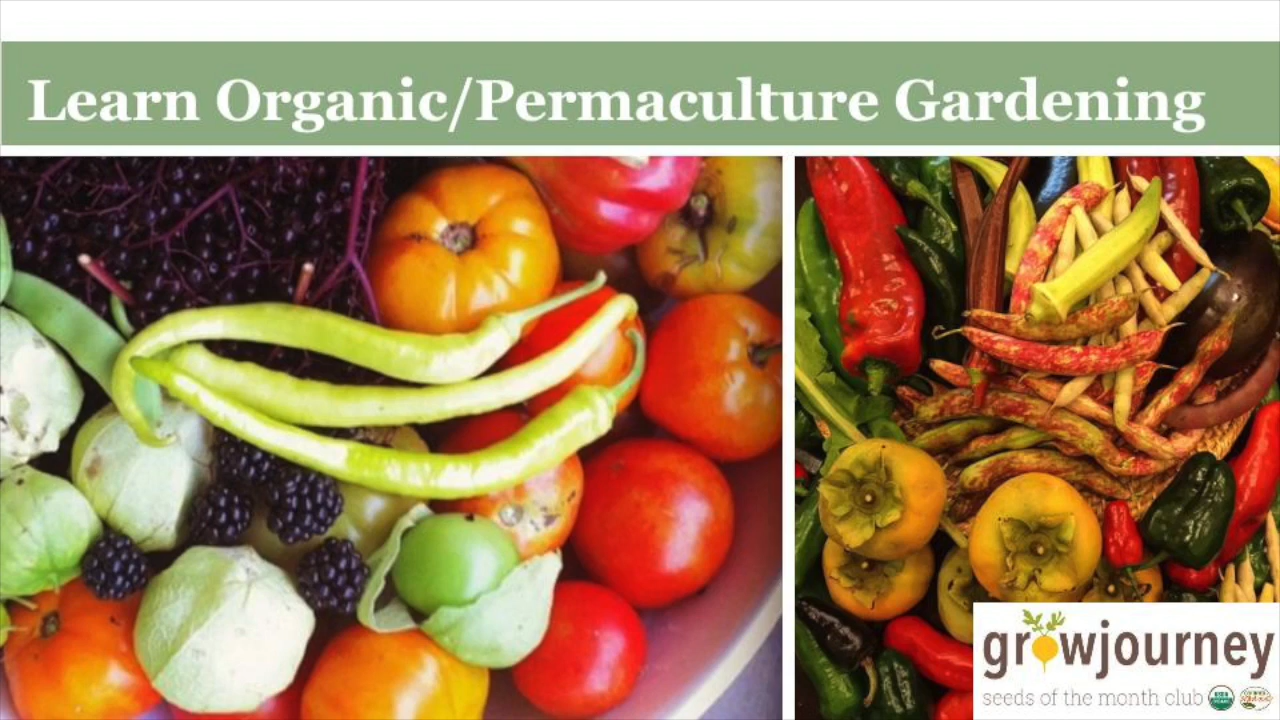 Learn Organic/Permaculture Gardening
growjourney
seeds of the month club